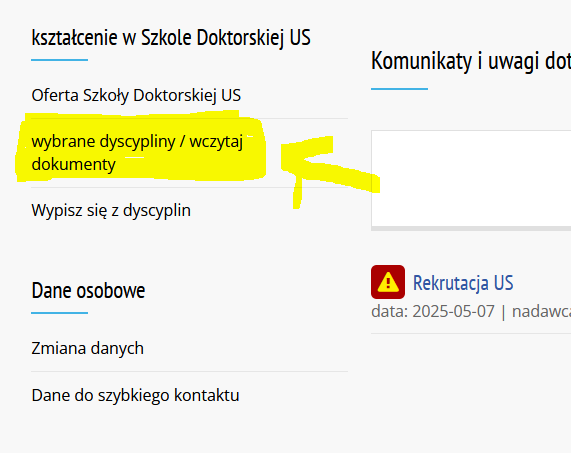 kształcenie w Szkole Doktorskiej US
Oferta Szkoły Doktorskiej US
wybrane dyscypliny / wczytaj
dokumenty
Wypisz się z dyscyplin
Dane osobowe
Zmiana danych
Dane do szybkiego kontaktu
Komunikaty i uwagi dot
Rekrutacja US
data: 2025-05-07 | nadawca